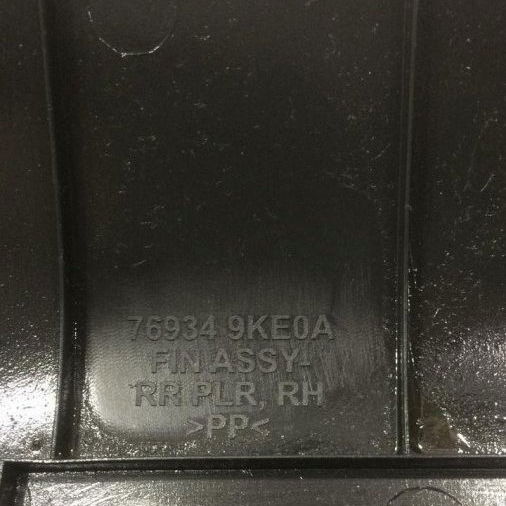 76934 9KE0A
FIN ASSY-
RR PLR, RH
>PP<